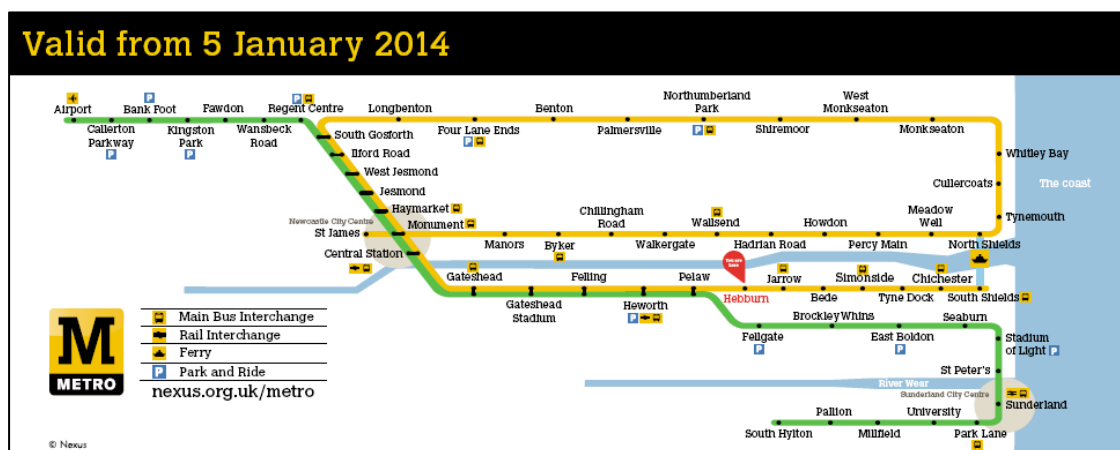 Valid from 5 January 2014
Airport
Callerton
Parkway
Bank Foot
Kingston
Park
Fawdon
Wansbeck
Road
Regent Centre
Longbenton
Four Lane Ends
Benton
Palmersville
Northumberland
Park
Shiremoor
West
Monkseaton
Monkseaton
South Gosforth
Ilford Road
West Jesmond
Jesmond
Haymarket
Monument
Newcastle City Centre
St James
Central Station
Whitley Bay
Cullercoats
The coast
Tynemouth
Manors
Byker
Chillingham
Road
Walkergate
Wallsend
Hadrian Road
Howdon
Percy Main
Meadow
Well
North Shields
Gateshead
Gateshead
Stadium
Felling
Heworth
Pelaw
You are
here
Hebburn
Jarrow
Bede
Simonside
Tyne Dock
Chichester
South Shields
Fellgate
Brockley Whins
East Boldon
Seaburn
Stadium
of Light
St Peter's
River Wear
Sunderland City Centre
Sunderland
South Hylton
Pallion
Millfield
University
Park Lane
M
METRO
Main Bus Interchange
Rail Interchange
Ferry
P Park and Ride
nexus.org.uk/metro
© Nexus